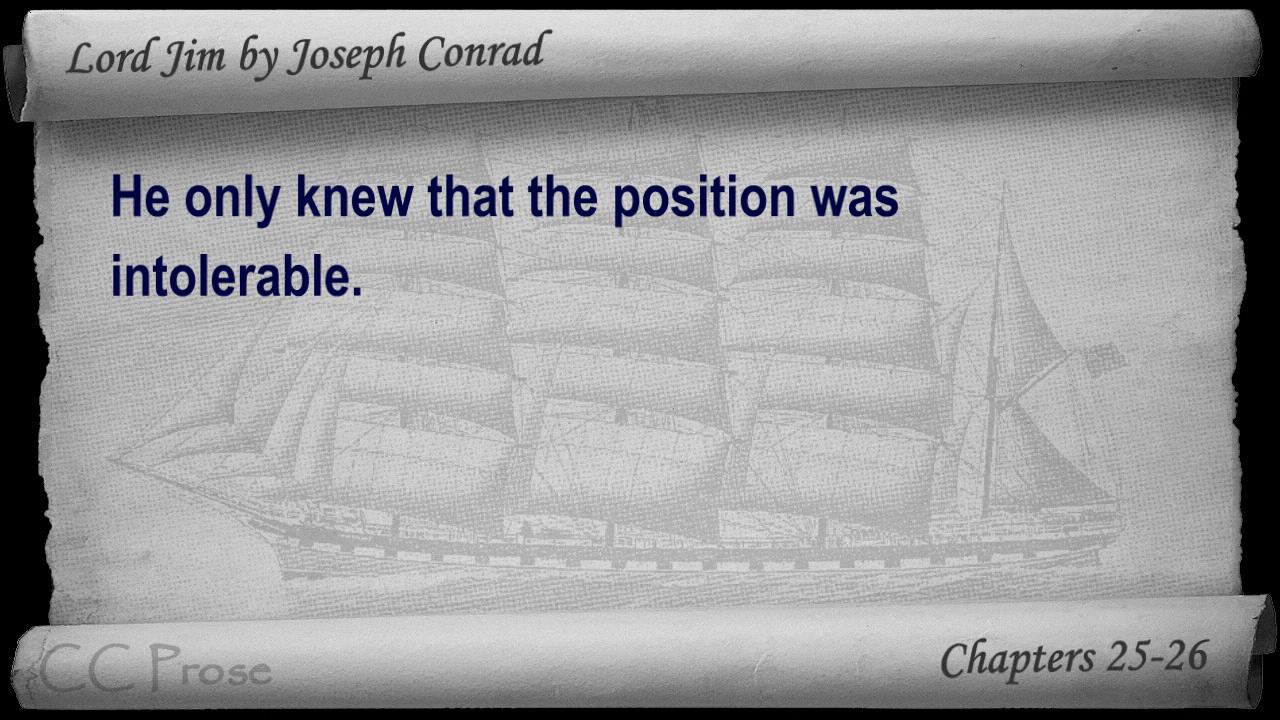 Lord Jim by Joseph Conrad
He only knew that the position was
intolerable.
CC Prose
Chapters 25-26